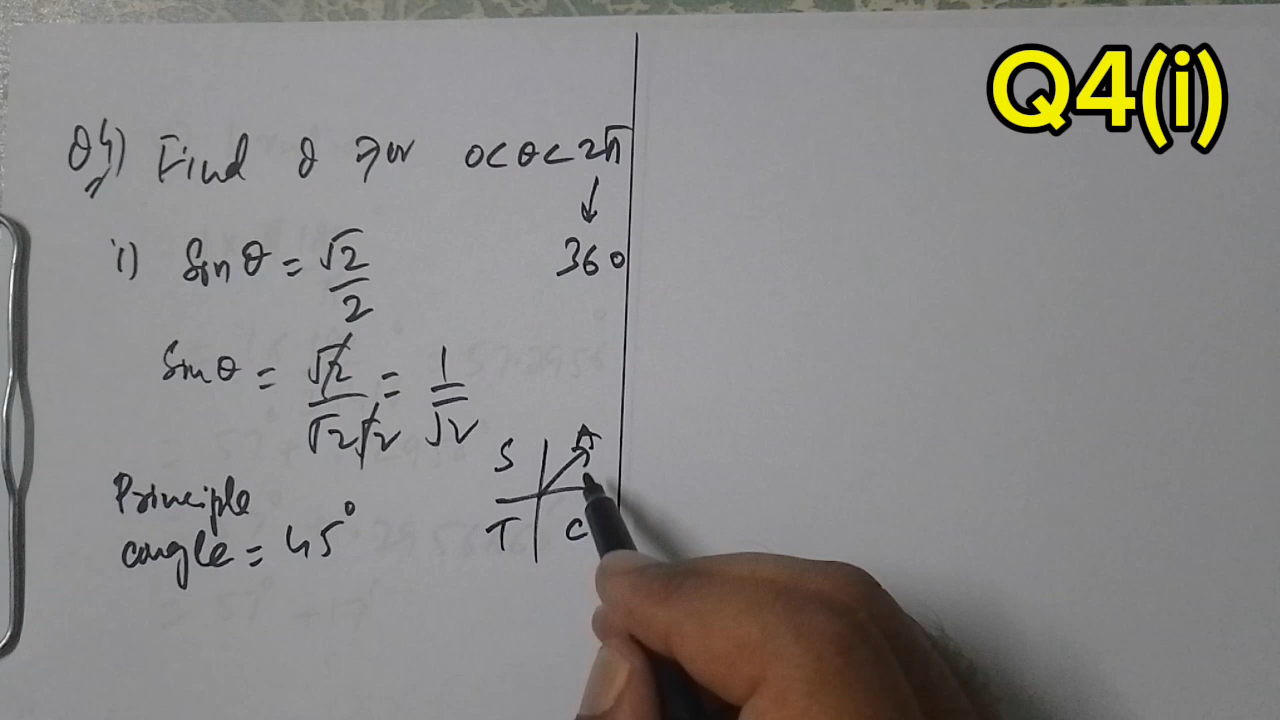 Q4) Find θ for 0<θ<2π
↓
360
i) Sinθ = √2/2
Sinθ = √2/√2√2 = 1/√2
Principle
angle = 45°
S A
T C
Q4(i)